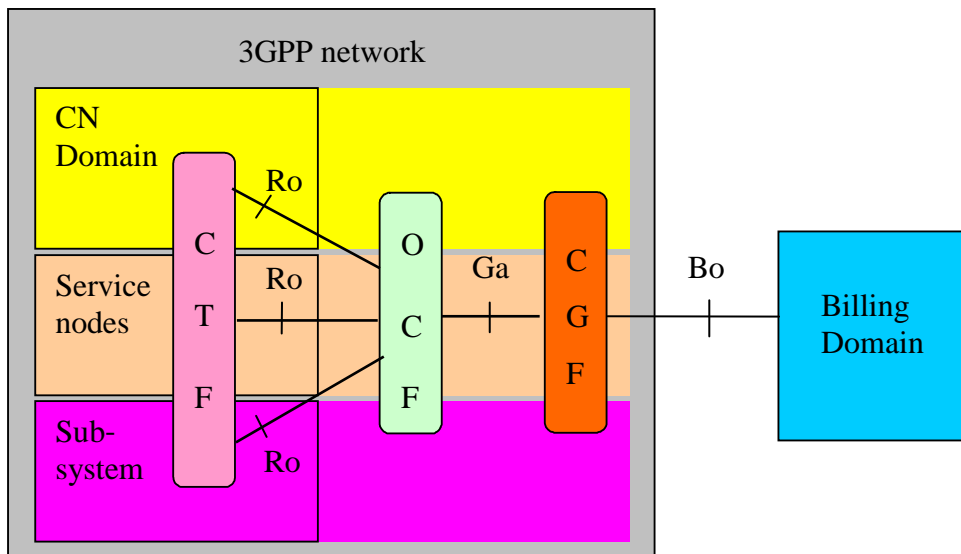 3GPP network
CN
Domain
Ro
C
T
F
O
C
F
C
G
F
Service
nodes
Ro
Ga
Bo
Billing
Domain
Sub-
system
Ro